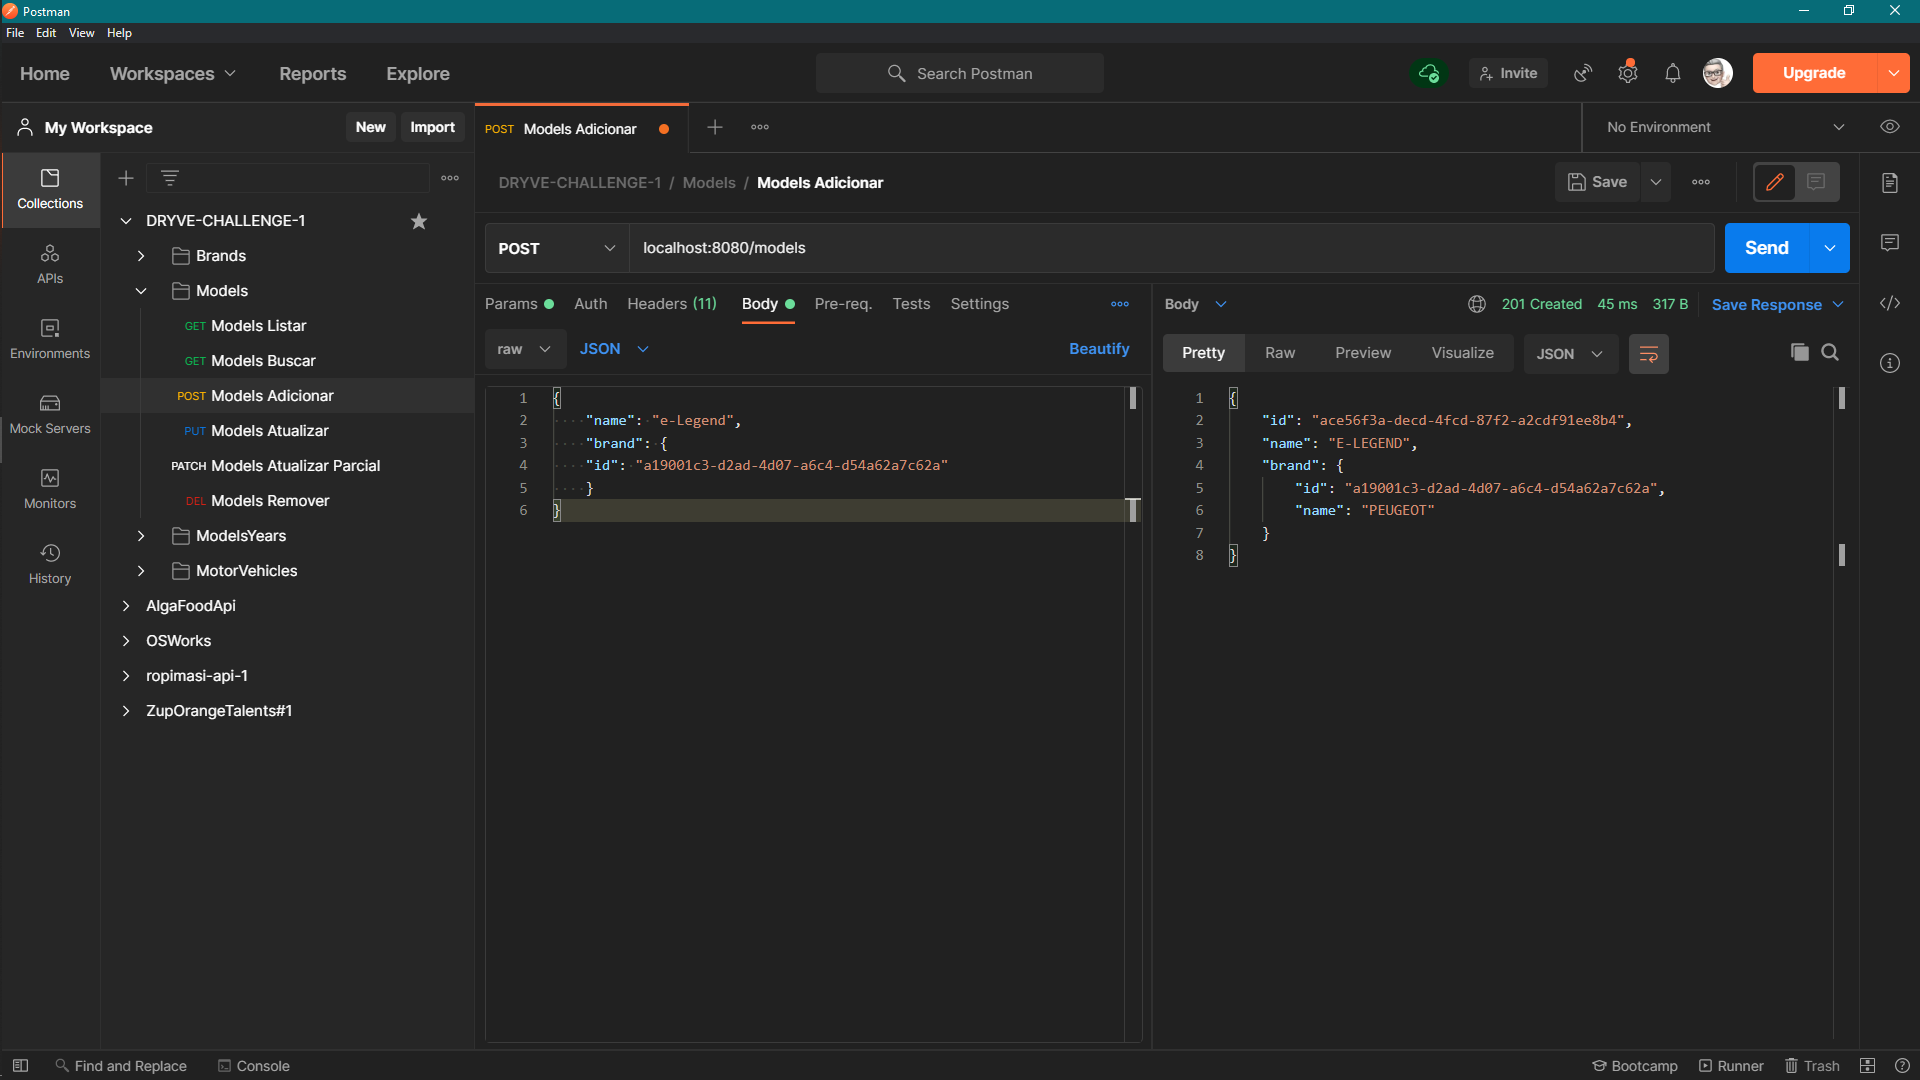 Postman
File Edit View Help
Home Workspaces Reports Explore
Search Postman
Invite
Upgrade
My Workspace
New Import
POST Models Adicionar
No Environment
DRYVE-CHALLENGE-1 / Models / Models Adicionar
Save
POST localhost:8080/models
Send
Collections
APIs
Environments
Mock Servers
Monitors
History
DRYVE-CHALLENGE-1
Brands
Models
GET Models Listar
GET Models Buscar
POST Models Adicionar
PUT Models Atualizar
PATCH Models Atualizar Parcial
DEL Models Remover
ModelsYears
MotorVehicles
AlgaFoodApi
OSWorks
ropimasi-api-1
ZupOrangeTalents#1
Params Auth Headers (11) Body Pre-req. Tests Settings
raw JSON Beautify
1 {
2 "name": "e-Legend",
3 "brand": {
4 "id": "a19001c3-d2ad-4d07-a6c4-d54a62a7c62a"
5 }
6 }
Body 201 Created 45 ms 317 B Save Response
Pretty Raw Preview Visualize JSON
1 {
2 "id": "ace56f3a-decd-4fcd-87f2-a2cdf91ee8b4",
3 "name": "E-LEGEND",
4 "brand": {
5 "id": "a19001c3-d2ad-4d07-a6c4-d54a62a7c62a",
6 "name": "PEUGEOT"
7 }
8 }
Find and Replace Console
Bootcamp Runner Trash